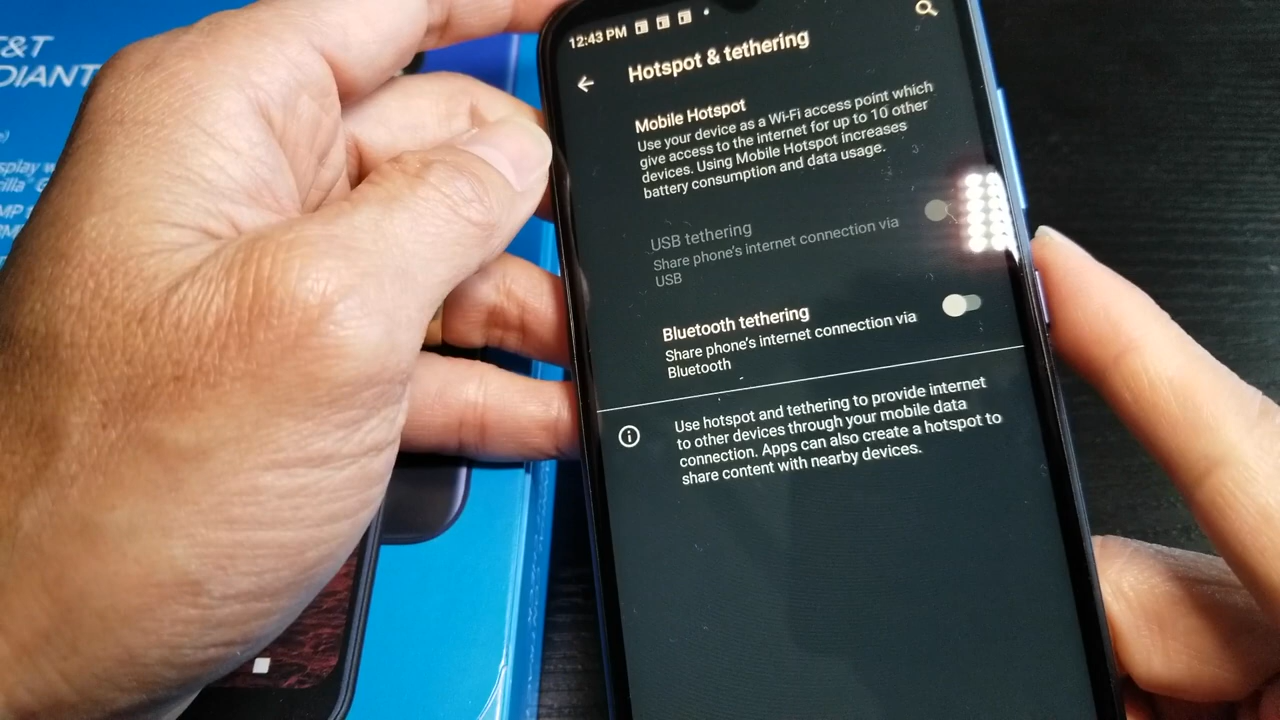 12:43 PM
Hotspot & tethering
Mobile Hotspot
Use your device as a Wi-Fi access point which
give access to the internet for up to 10 other
devices. Using Mobile Hotspot increases
battery consumption and data usage.
USB tethering
Share phone's internet connection via
USB
Bluetooth tethering
Share phone's internet connection via
Bluetooth
Use hotspot and tethering to provide internet
to other devices through your mobile data
connection. Apps can also create a hotspot to
share content with nearby devices.
&T
DIANT